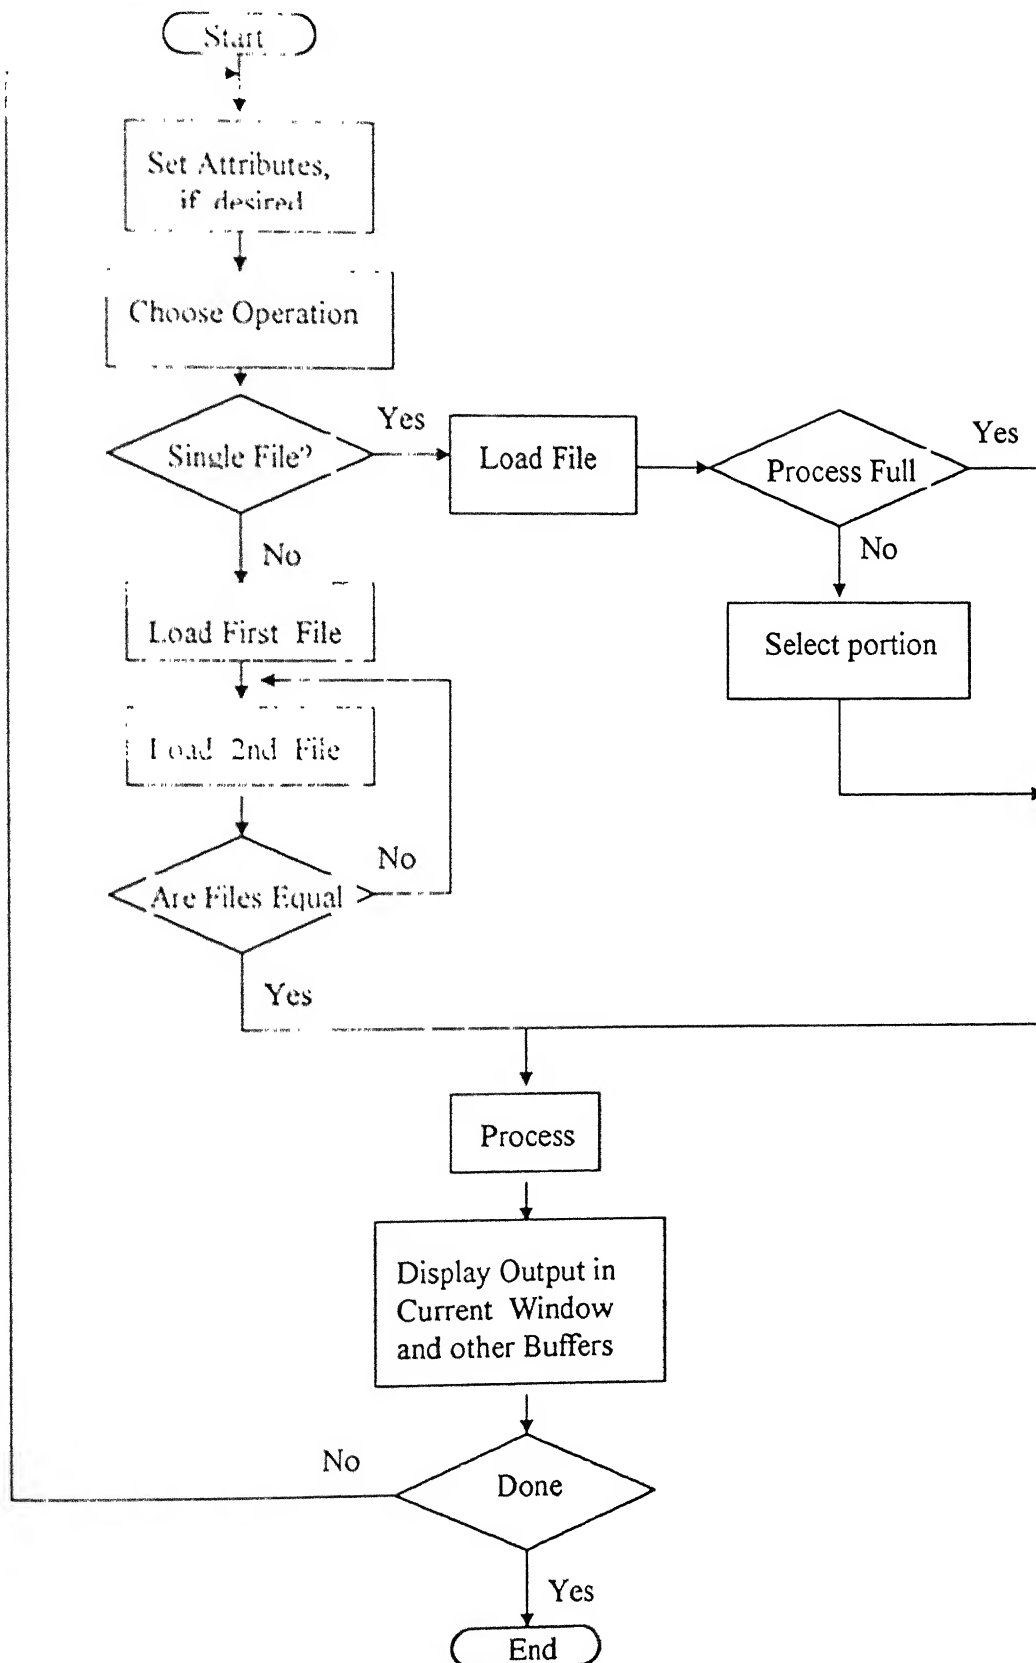 Start
Set Attributes,
if desired
Choose Operation
Single File?
Yes
Load File
Process Full
Yes
No
No
Select portion
Load First File
Load 2nd File
Are Files Equal
No
Yes
Process
Display Output in
Current Window
and other Buffers
Done
No
Yes
End